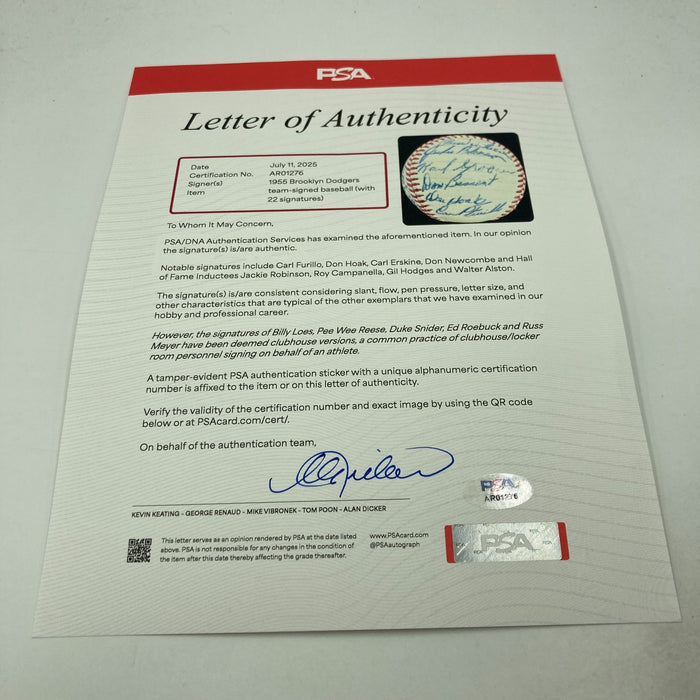 PSA
Letter of Authenticity
Date July 11, 2025
Certification No. AR01276
Signer(s) 1955 Brooklyn Dodgers
Item team-signed baseball (with
22 signatures)
To Whom It May Concern,
PSA/DNA Authentication Services has examined the aforementioned item. In our opinion
the signature(s) is/are authentic.
Notable signatures include Carl Furillo, Don Hoak, Carl Erskine, Don Newcombe and Hall
of Fame Inductees Jackie Robinson, Roy Campanella, Gil Hodges and Walter Alston.
The signature(s) is/are consistent considering slant, flow, pen pressure, letter size, and
other characteristics that are typical of the other exemplars that we have examined in our
hobby and professional career.
However, the signatures of Billy Loes, Pee Wee Reese, Duke Snider, Ed Roebuck and Russ
Meyer have been deemed clubhouse versions, a common practice of clubhouse/locker
room personnel signing on behalf of an athlete.
A tamper-evident PSA authentication sticker with a unique alphanumeric certification
number is affixed to the item or on this letter of authenticity.
Verify the validity of the certification number and exact image by using the QR code
below or at PSAcard.com/cert/.
On behalf of the authentication team,
PSA
AR01276
KEVIN KEATING - GEORGE RENAUD - MIKE VIBRONEK - TOM POON - ALAN DICKER
This letter serves as an opinion rendered by PSA at the date listed
above. PSA is not responsible for any changes in the condition of
the item after this date thereby affecting the grade thereafter.
www.PSAcard.com
@PSAautograph
PSA